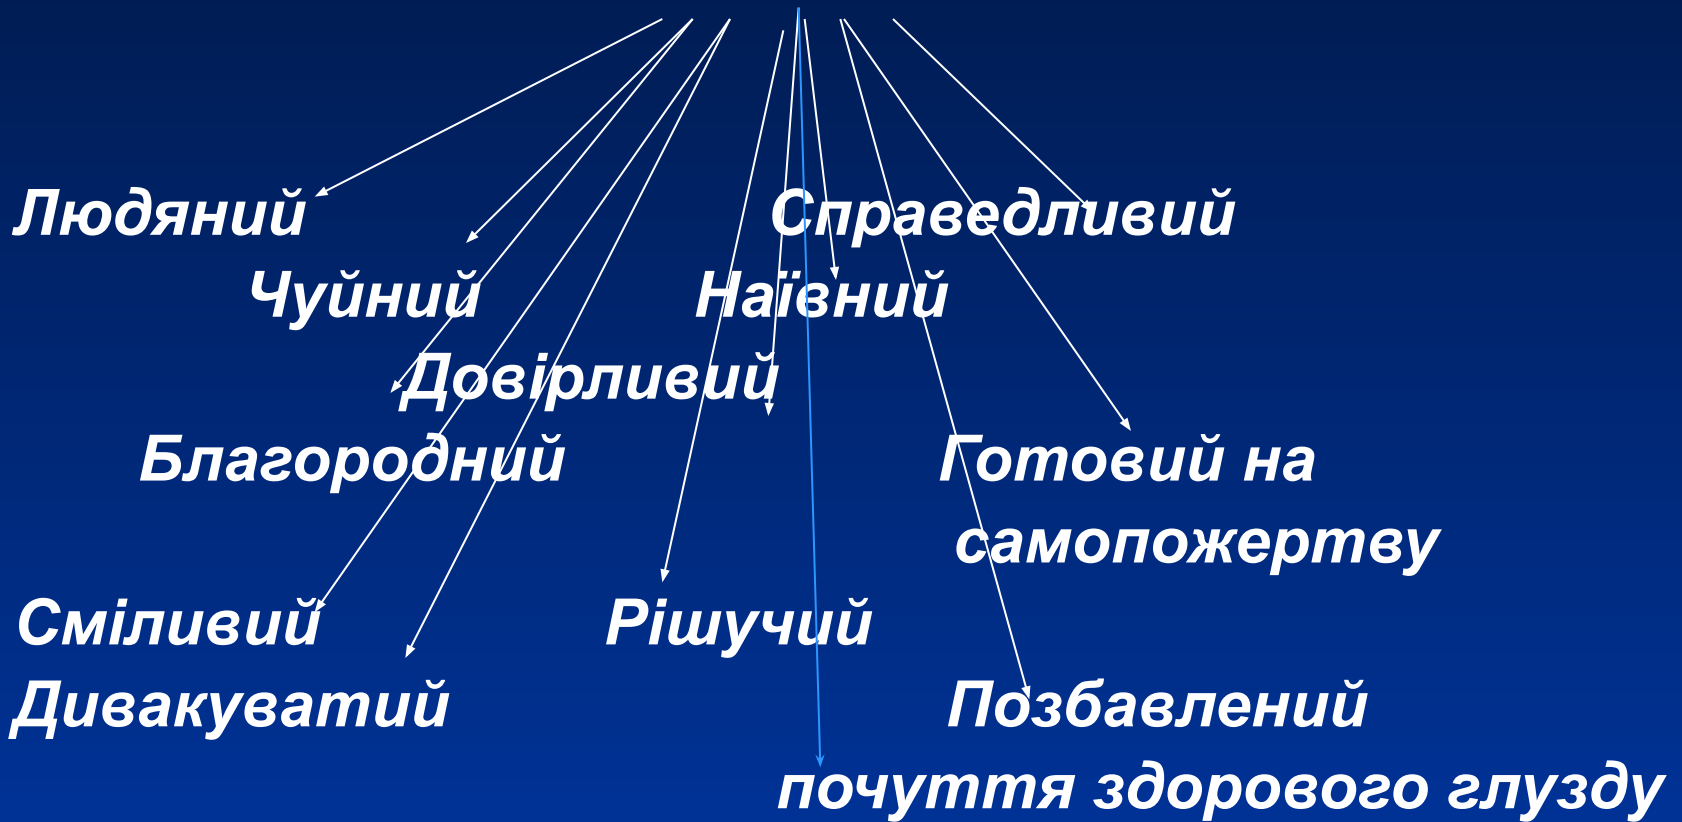 Людяний Справедливий
Чуйний Наївний
Довірливий
Благородний Готовий на
самопожертву
Сміливий Рішучий
Дивакуватий Позбавлений
почуття здорового глузду